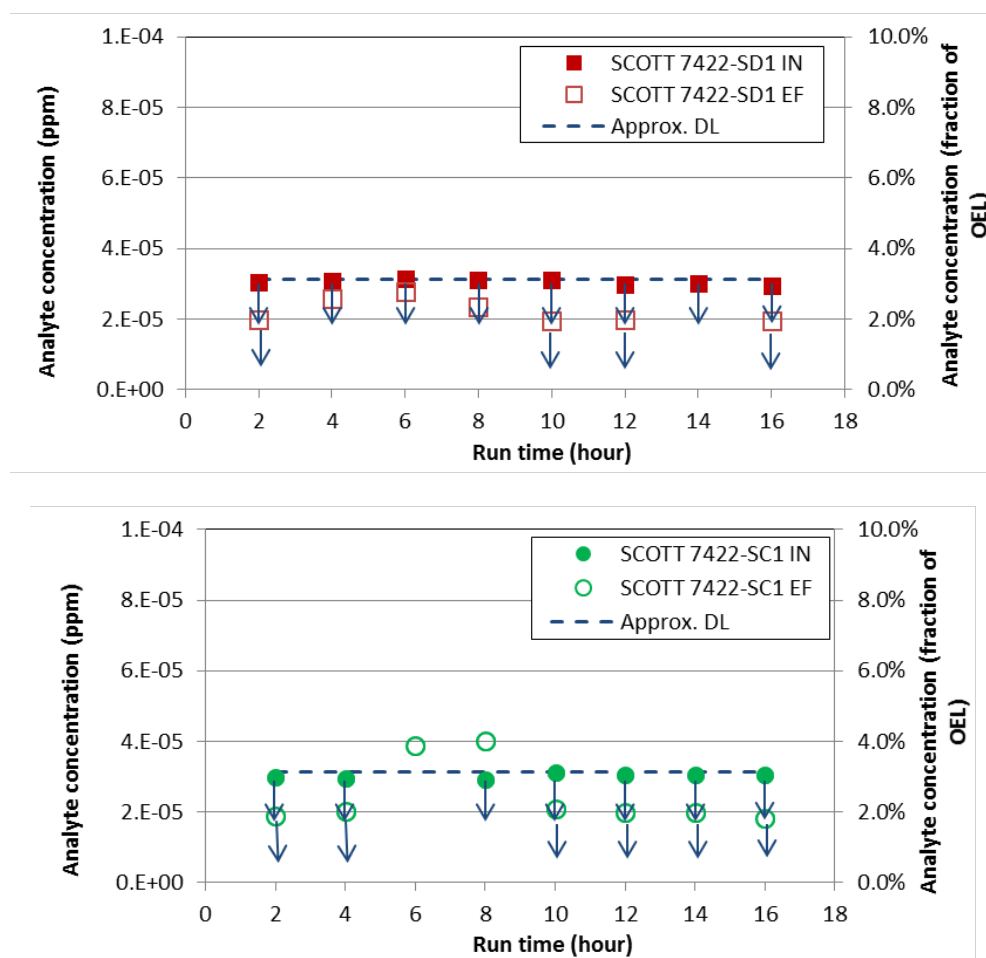 1.E-04
8.E-05
6.E-05
4.E-05
2.E-05
0.E+00
Analyte concentration (ppm)
SCOTT 7422-SD1 IN
SCOTT 7422-SD1 EF
Approx. DL
10.0%
8.0%
6.0%
4.0%
2.0%
0.0%
Analyte concentration (fraction of
OEL)
0 2 4 6 8 10 12 14 16 18
Run time (hour)
1.E-04
8.E-05
6.E-05
4.E-05
2.E-05
0.E+00
Analyte concentration (ppm)
SCOTT 7422-SC1 IN
SCOTT 7422-SC1 EF
Approx. DL
10.0%
8.0%
6.0%
4.0%
2.0%
0.0%
Analyte concentration (fraction of
OEL)
0 2 4 6 8 10 12 14 16 18
Run time (hour)